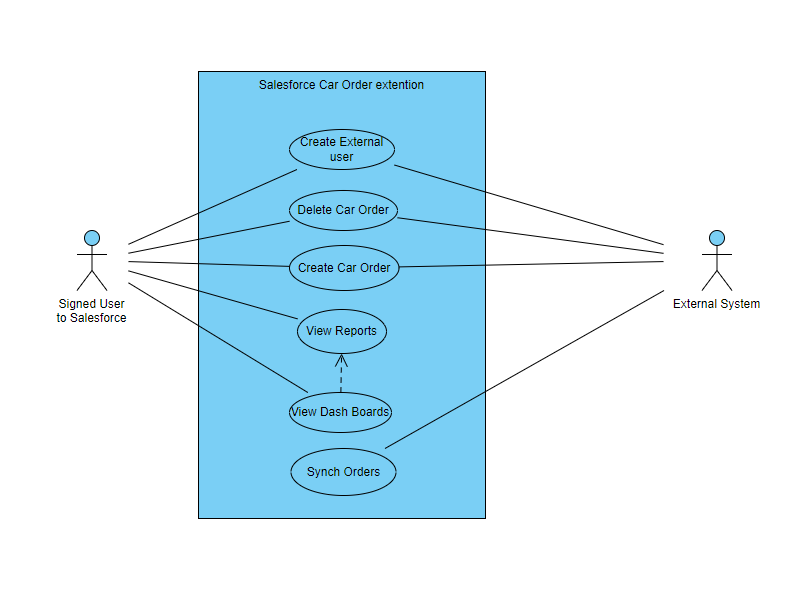 Salesforce Car Order extention
Create External
user
Delete Car Order
Create Car Order
Signed User
to Salesforce
External System
View Reports
View Dash Boards
Synch Orders